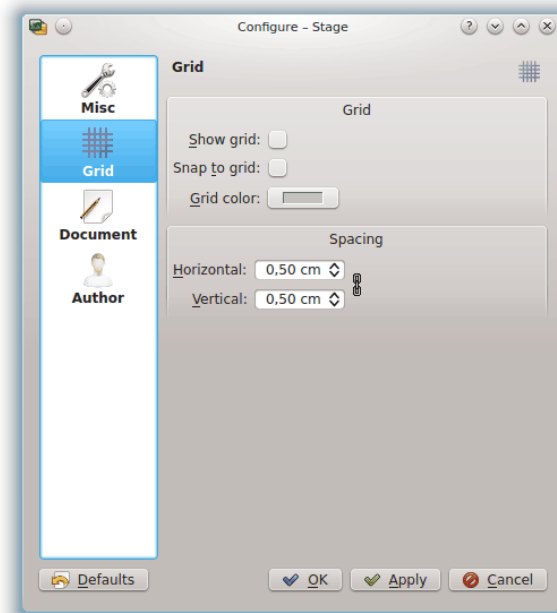 Configure – Stage
Misc
Grid
Document
Author
Grid
Grid
Show grid:
Snap to grid:
Grid color:
Spacing
Horizontal: 0,50 cm
Vertical: 0,50 cm
Defaults OK Apply Cancel